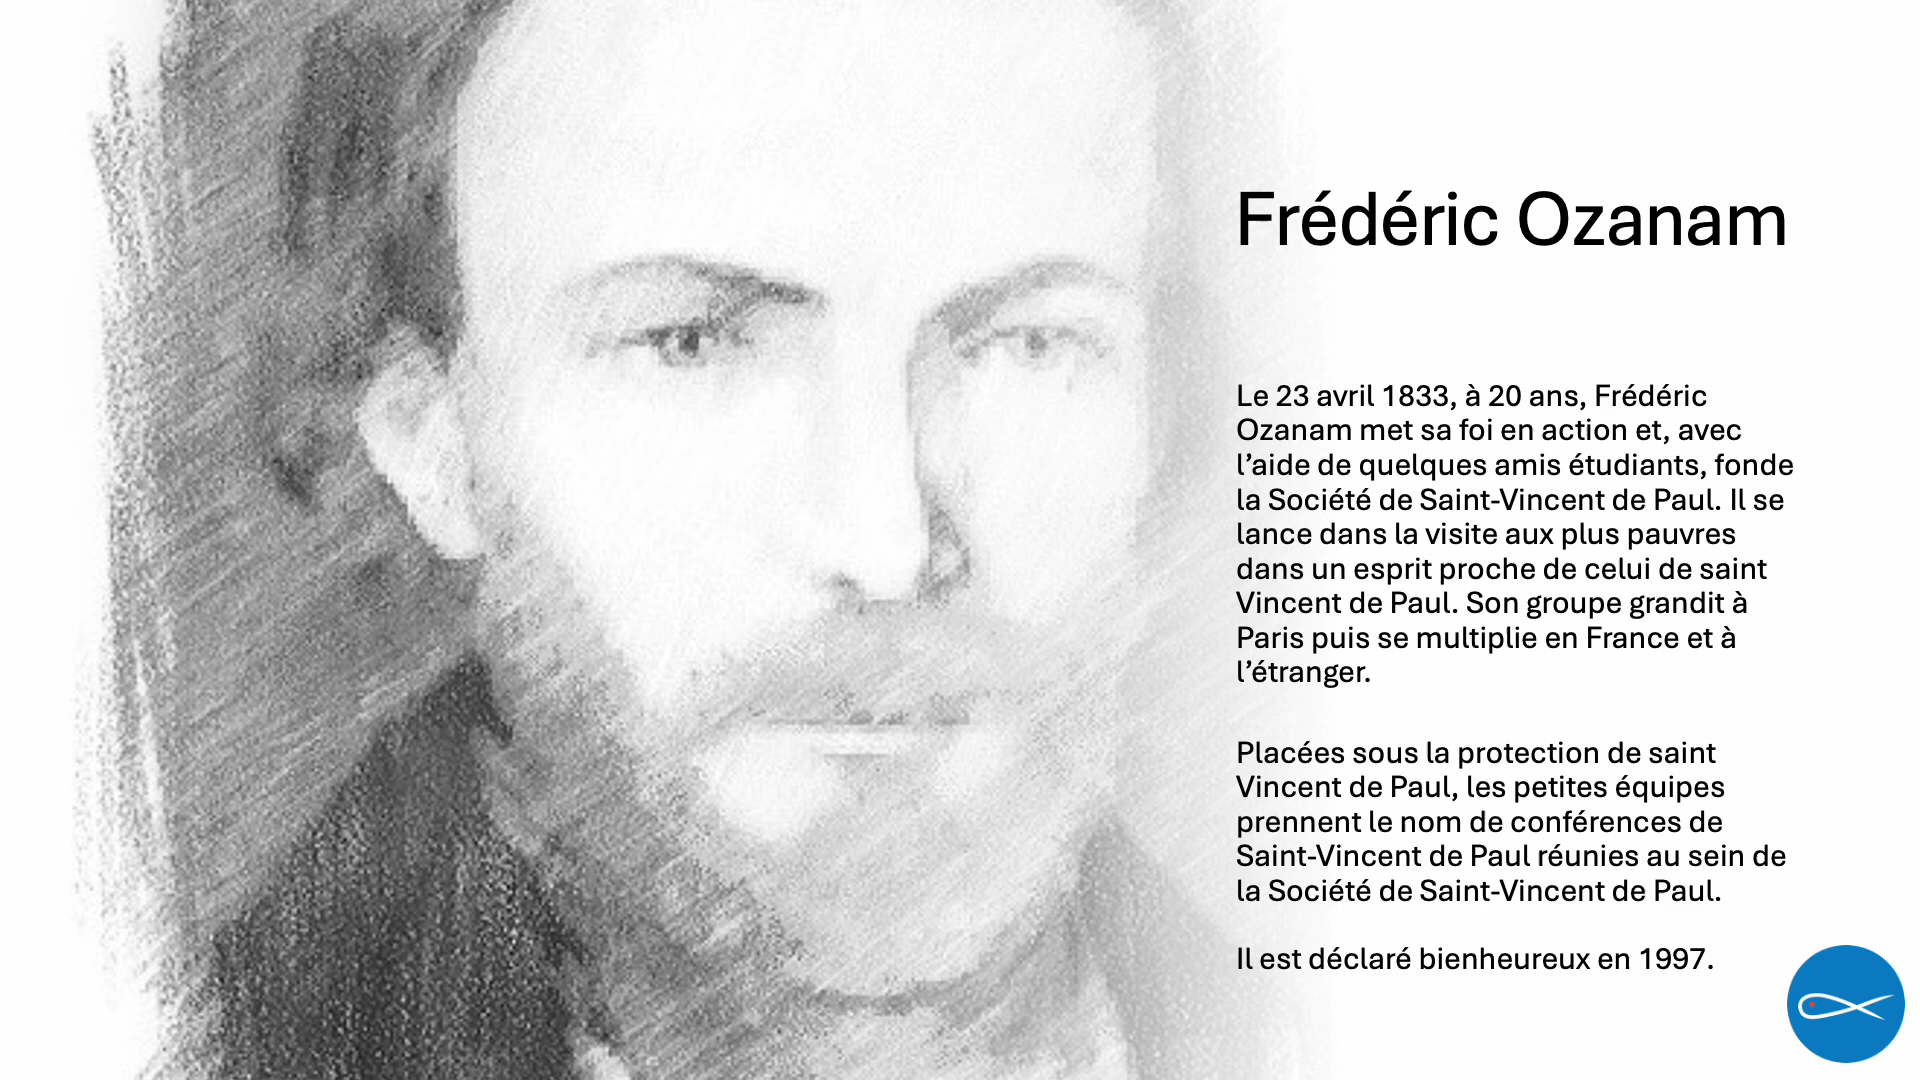 Frédéric Ozanam
Le 23 avril 1833, à 20 ans, Frédéric
Ozanam met sa foi en action et, avec
l’aide de quelques amis étudiants, fonde
la Société de Saint-Vincent de Paul. Il se
lance dans la visite aux plus pauvres
dans un esprit proche de celui de saint
Vincent de Paul. Son groupe grandit à
Paris puis se multiplie en France et à
l’étranger.
Placées sous la protection de saint
Vincent de Paul, les petites équipes
prennent le nom de conférences de
Saint-Vincent de Paul réunies au sein de
la Société de Saint-Vincent de Paul.
Il est déclaré bienheureux en 1997.